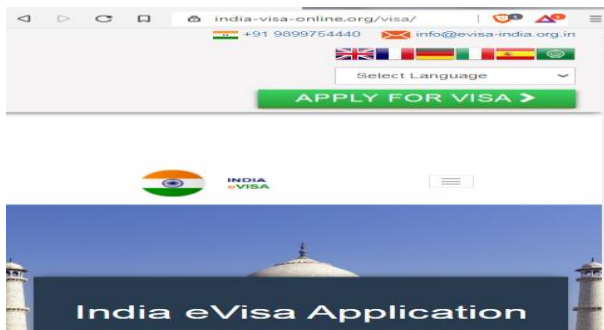 india-visa-online.org/visa/
+91 9899754440 info@evisa-india.org.in
Select Language
APPLY FOR VISA
INDIA
eVISA
India eVisa Application